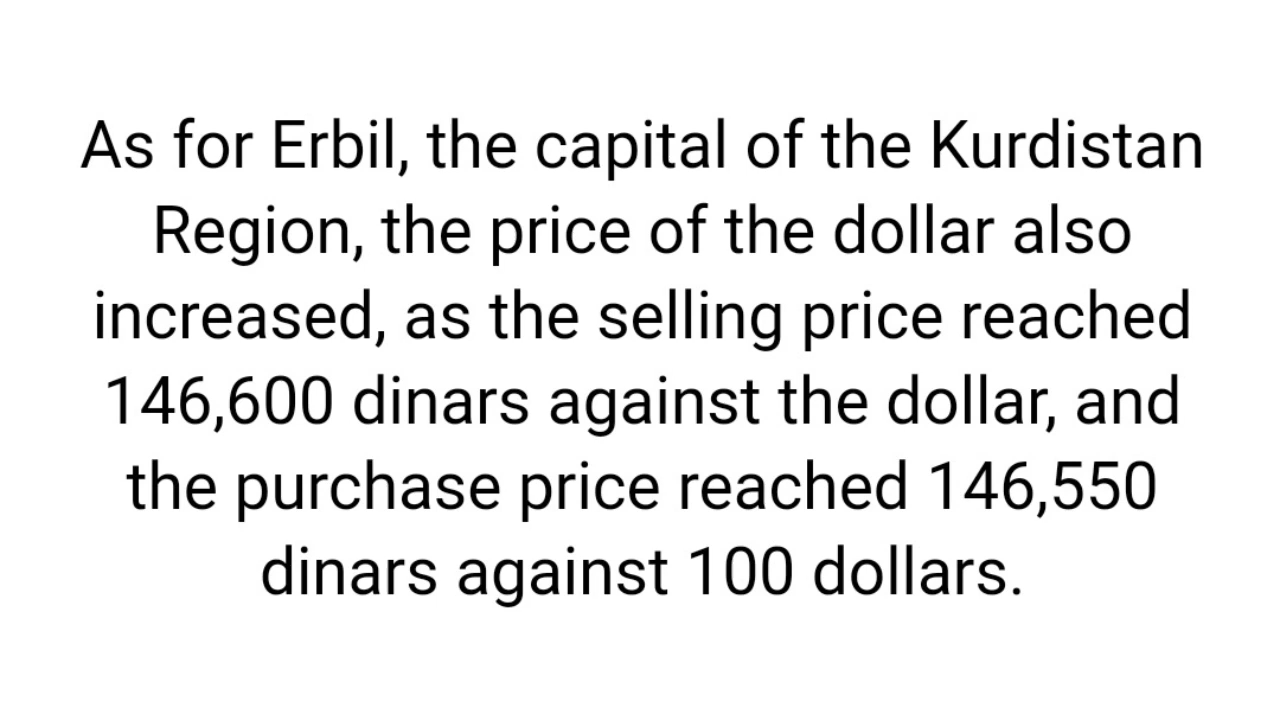 As for Erbil, the capital of the Kurdistan
Region, the price of the dollar also
increased, as the selling price reached
146,600 dinars against the dollar, and
the purchase price reached 146,550
dinars against 100 dollars.